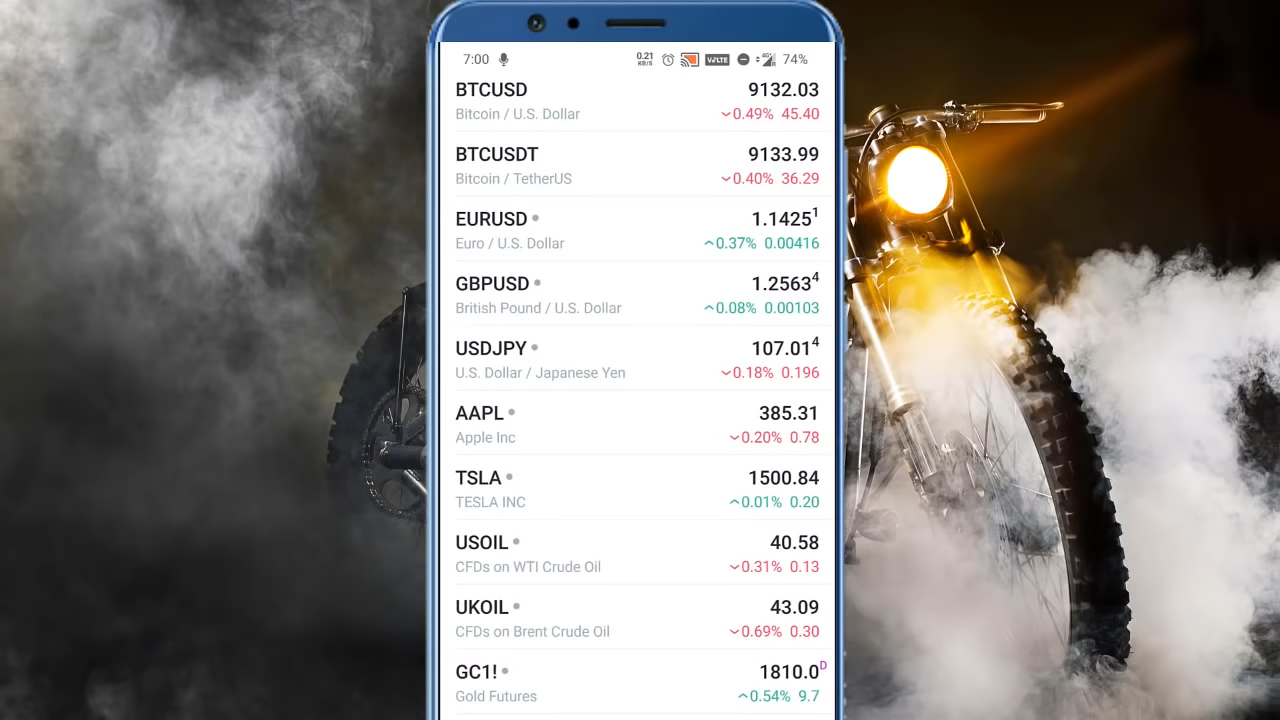 7:00 0.21 KB/S VoLTE 4G R 74%
BTCUSD 9132.03
Bitcoin / U.S. Dollar 0.49% 45.40
BTCUSDT 9133.99
Bitcoin / TetherUS 0.40% 36.29
EURUSD 1.1425¹
Euro / U.S. Dollar 0.37% 0.00416
GBPUSD 1.2563⁴
British Pound / U.S. Dollar 0.08% 0.00103
USDJPY 107.01⁴
U.S. Dollar / Japanese Yen 0.18% 0.196
AAPL 385.31
Apple Inc 0.20% 0.78
TSLA 1500.84
TESLA INC 0.01% 0.20
USOIL 40.58
CFDs on WTI Crude Oil 0.31% 0.13
UKOIL 43.09
CFDs on Brent Crude Oil 0.69% 0.30
GC1! 1810.0 D
Gold Futures 0.54% 9.7